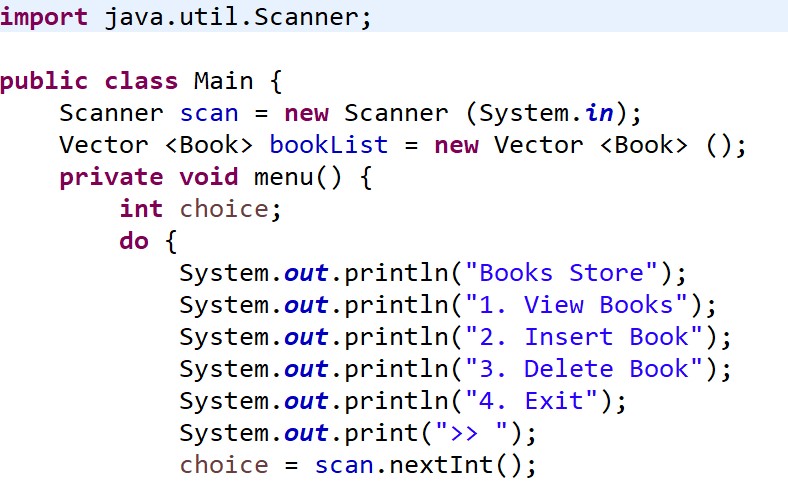 import java.util.Scanner;
public class Main {
    Scanner scan = new Scanner (System.in);
    Vector <Book> bookList = new Vector <Book> ();
    private void menu() {
        int choice;
        do {
            System.out.println("Books Store");
            System.out.println("1. View Books");
            System.out.println("2. Insert Book");
            System.out.println("3. Delete Book");
            System.out.println("4. Exit");
            System.out.print(">> ");
            choice = scan.nextInt();